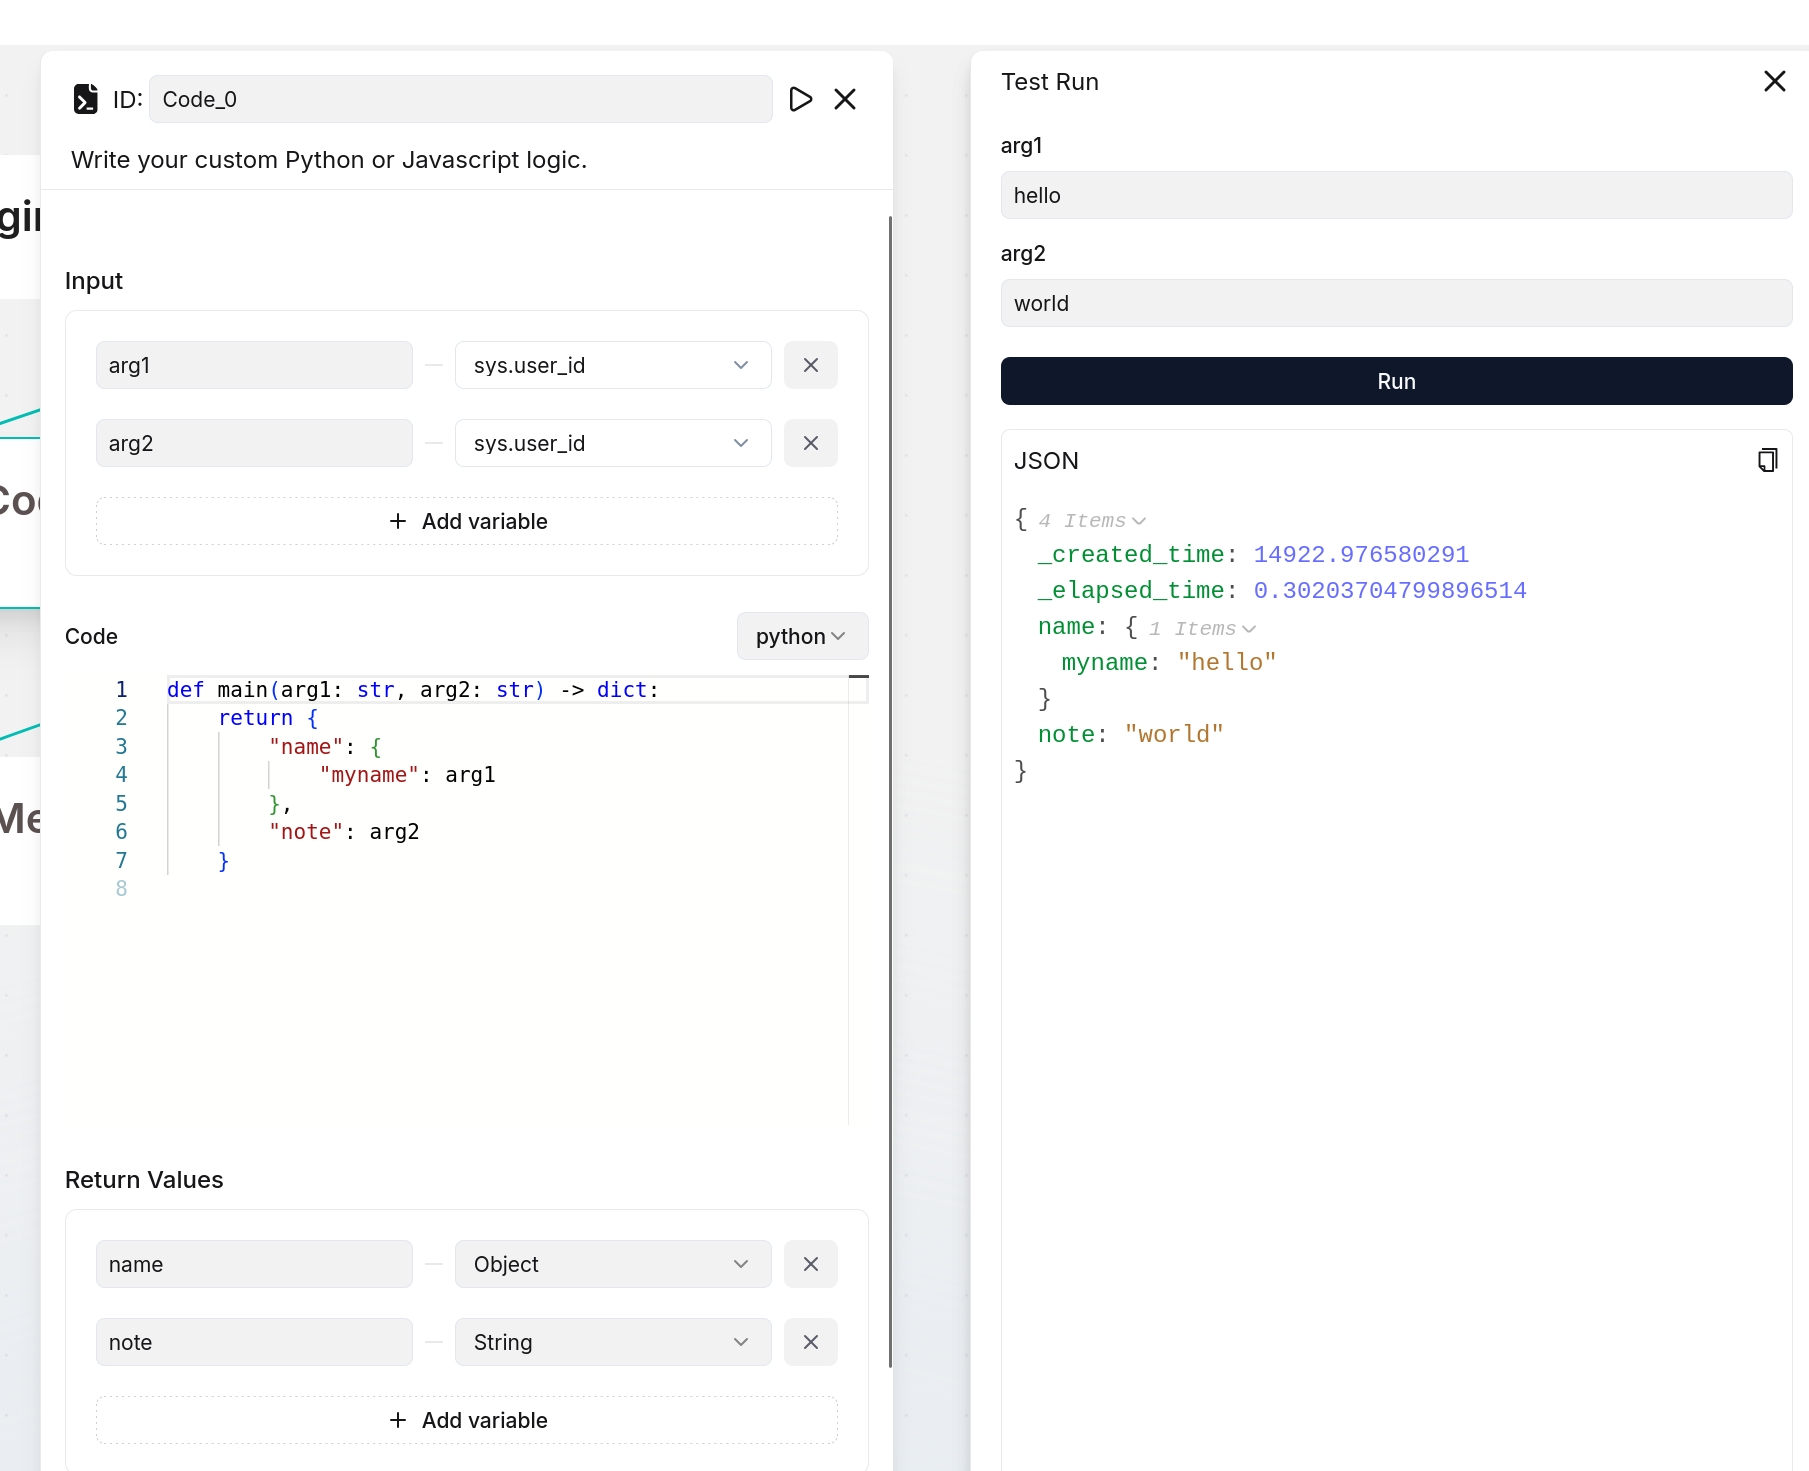 ID: Code_0
Write your custom Python or Javascript logic.
Input
arg1 sys.user_id
arg2 sys.user_id
Add variable
Code python
1 def main(arg1: str, arg2: str) -> dict:
2 return {
3 "name": {
4 "myname": arg1
5 },
6 "note": arg2
7 }
8
Return Values
name Object
note String
Add variable
Test Run
arg1
hello
arg2
world
Run
JSON
{ 4 Items
_created_time: 14922.976580291
_elapsed_time: 0.30203704799896514
name: { 1 Items
myname: "hello"
}
note: "world"
}